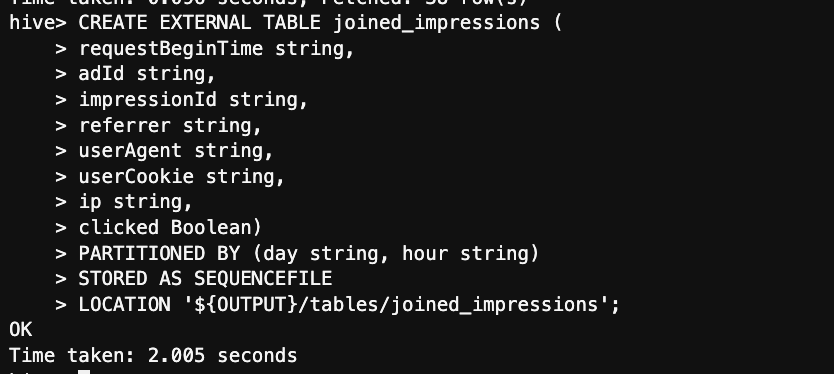 Time taken: 0.090 seconds, Fetched: 38 row(s)
hive> CREATE EXTERNAL TABLE joined_impressions (
    > requestBeginTime string,
    > adId string,
    > impressionId string,
    > referrer string,
    > userAgent string,
    > userCookie string,
    > ip string,
    > clicked Boolean)
    > PARTITIONED BY (day string, hour string)
    > STORED AS SEQUENCEFILE
    > LOCATION '${OUTPUT}/tables/joined_impressions';
OK
Time taken: 2.005 seconds